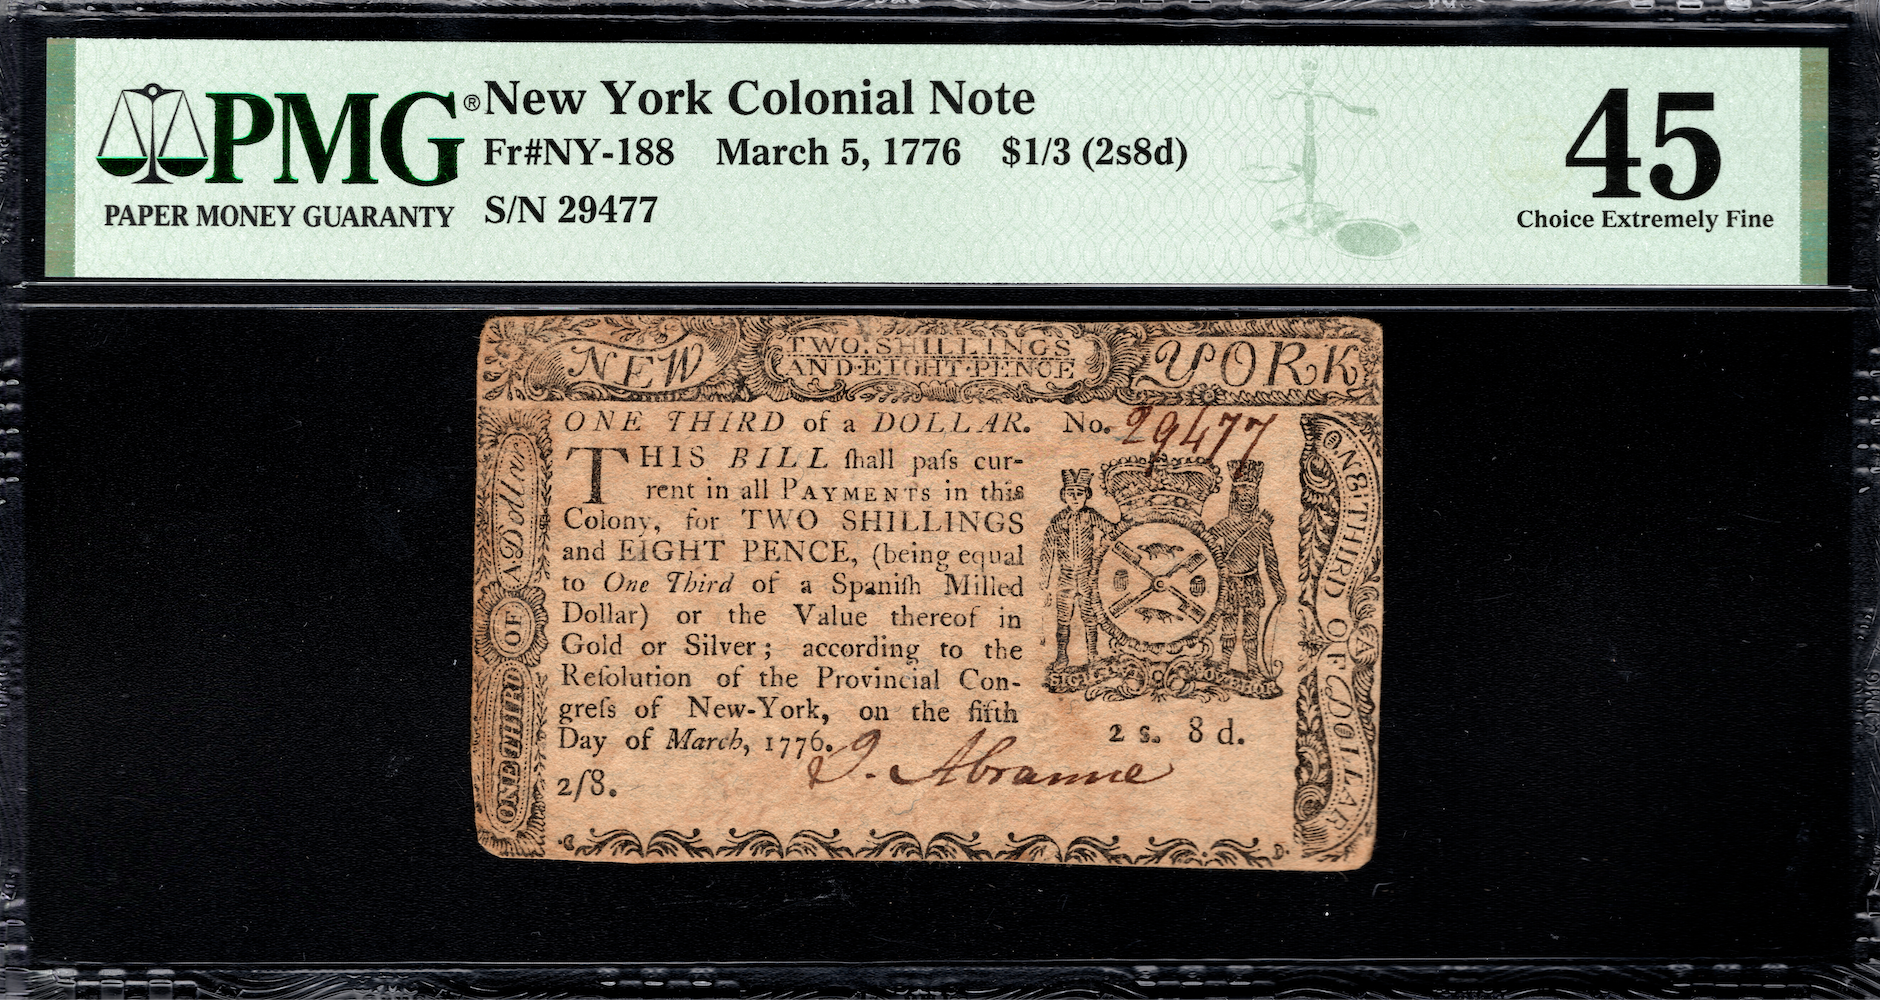 PMG®
PAPER MONEY GUARANTY
New York Colonial Note
Fr#NY-188 March 5, 1776 $1/3 (2s8d)
S/N 29477
45
Choice Extremely Fine
NEW
TWO·SHILLINGS
AND·EIGHT·PENCE
YORK
ONE THIRD OF A Dollar
ONE THIRD of a DOLLAR. No. 29477
THIS BILL ſhall paſs cur-
rent in all PAYMENTS in this
Colony, for TWO SHILLINGS
and EIGHT PENCE, (being equal
to One Third of a Spaniſh Milled
Dollar) or the Value thereof in
Gold or Silver; according to the
Reſolution of the Provincial Con-
greſs of New-York, on the fifth
Day of March, 1776.
2/8.
2 s. 8 d.
ONE THIRD OF A DOLLAR